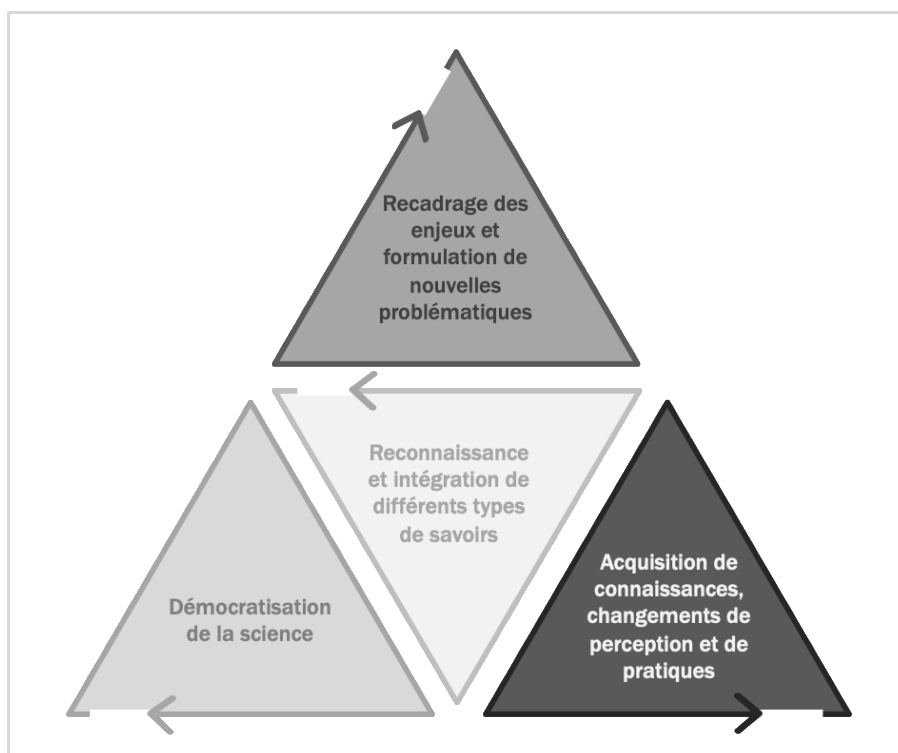 Recadrage des
enjeux et
formulation de
nouvelles
problématiques
Reconnaissance
et intégration de
différents types
de savoirs
Démocratisation
de la science
Acquisition de
connaissances,
changements de
perception et de
pratiques